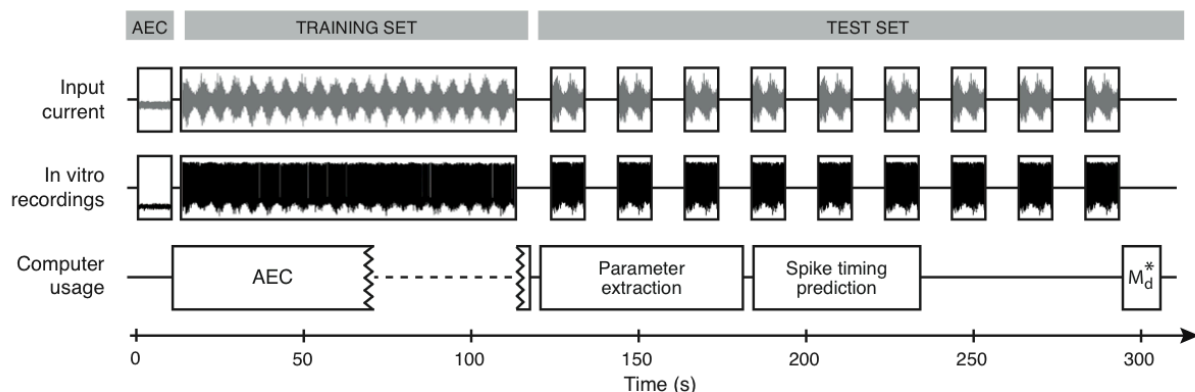 AEC TRAINING SET TEST SET
Input
current
In vitro
recordings
Computer
usage
AEC
Parameter
extraction
Spike timing
prediction
M_d^*
0 50 100 150 200 250 300
Time (s)